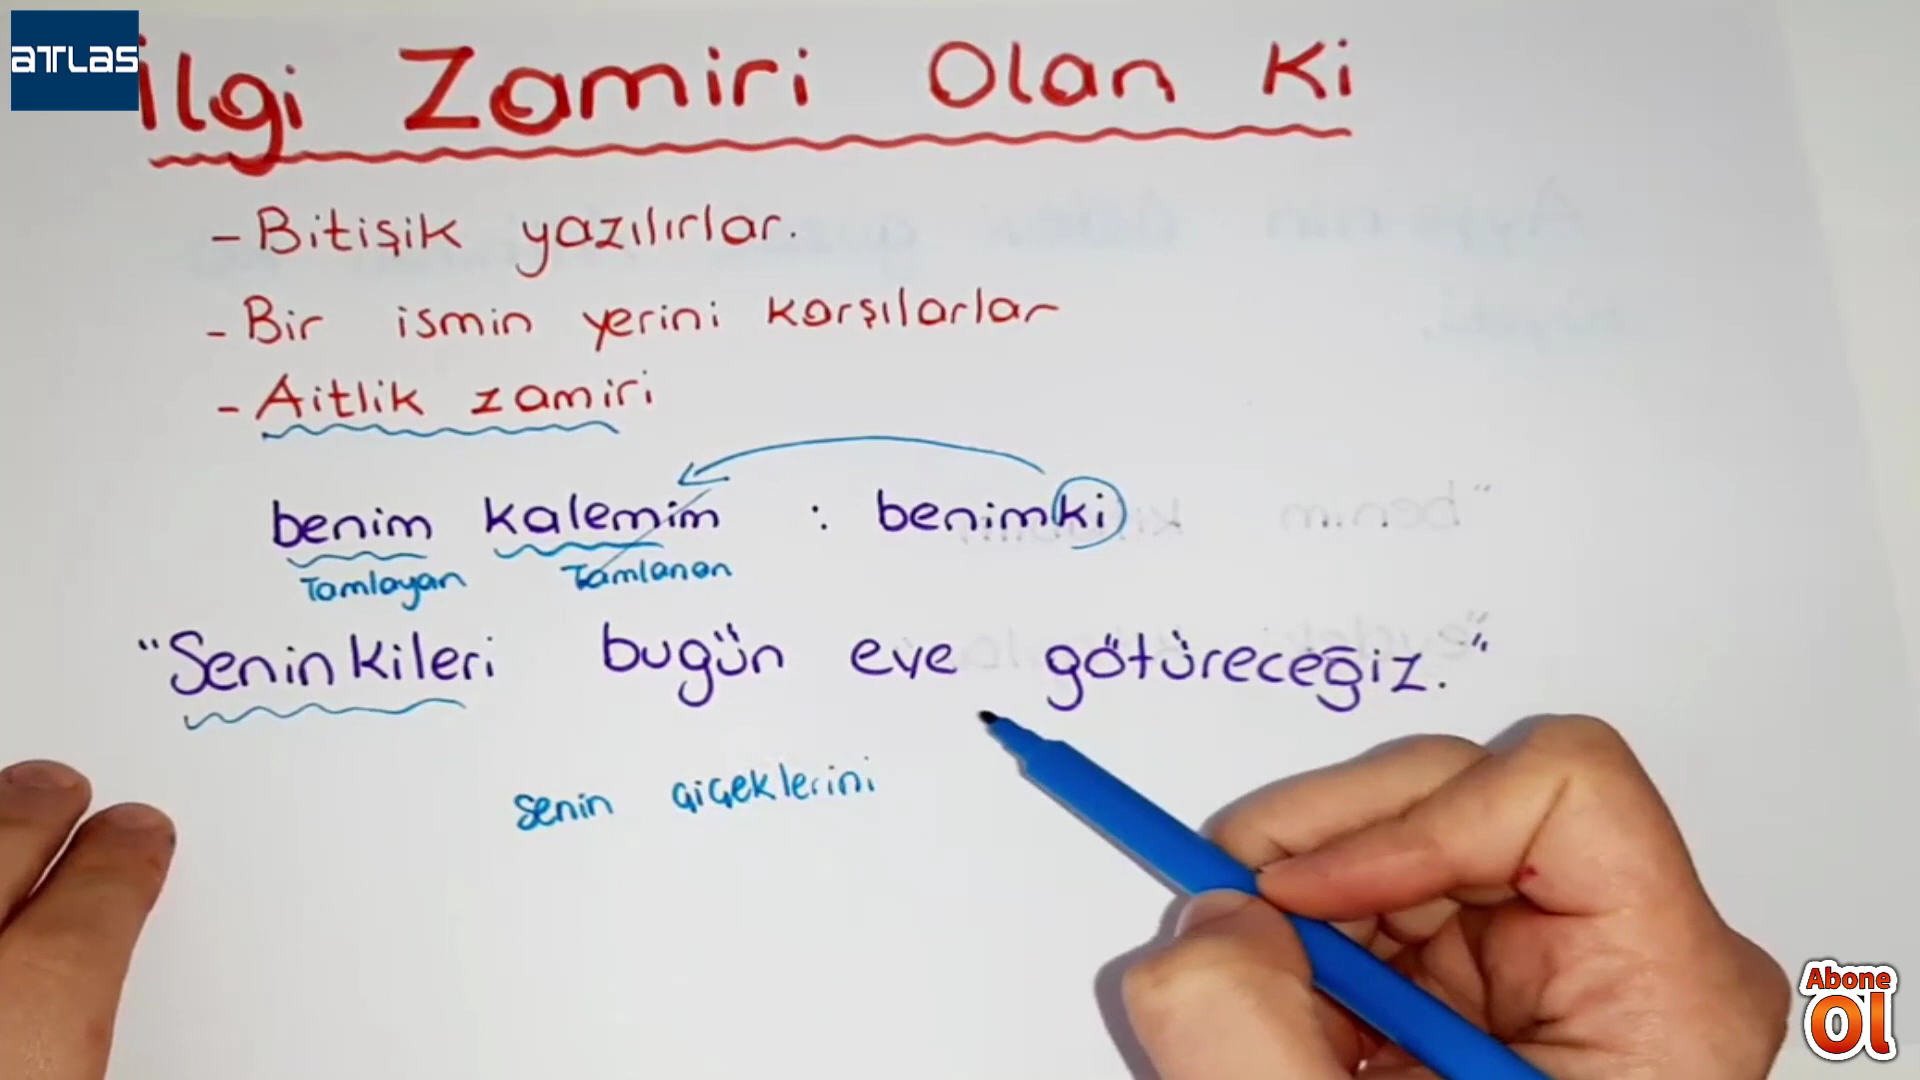 ATLAS
İlgi Zamiri Olan Ki
- Bitişik yazılırlar.
- Bir ismin yerini karşılarlar
- Aitlik zamiri
benim kalemim : benimki
Tamlayan Tamlanan
"Seninkileri bugün eve götüreceğiz."
senin çiçeklerini
Abone
Ol